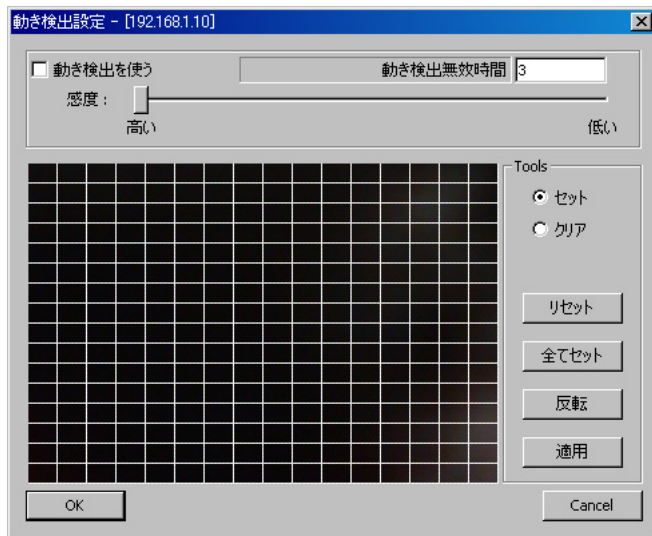 動き検出設定 - [192.168.1.10]
動き検出を使う
動き検出無効時間 3
感度 :
高い 低い
Tools
セット
クリア
リセット
全てセット
反転
適用
OK Cancel